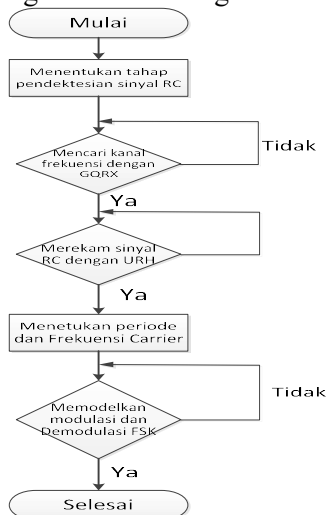 Mulai
Menentukan tahap
pendektesian sinyal RC
Mencari kanal
frekuensi dengan
GQRX
Tidak
Ya
Merekam sinyal
RC dengan URH
Ya
Menetukan periode
dan Frekuensi Carrier
Memodelkan
modulasi dan
Demodulasi FSK
Tidak
Ya
Selesai